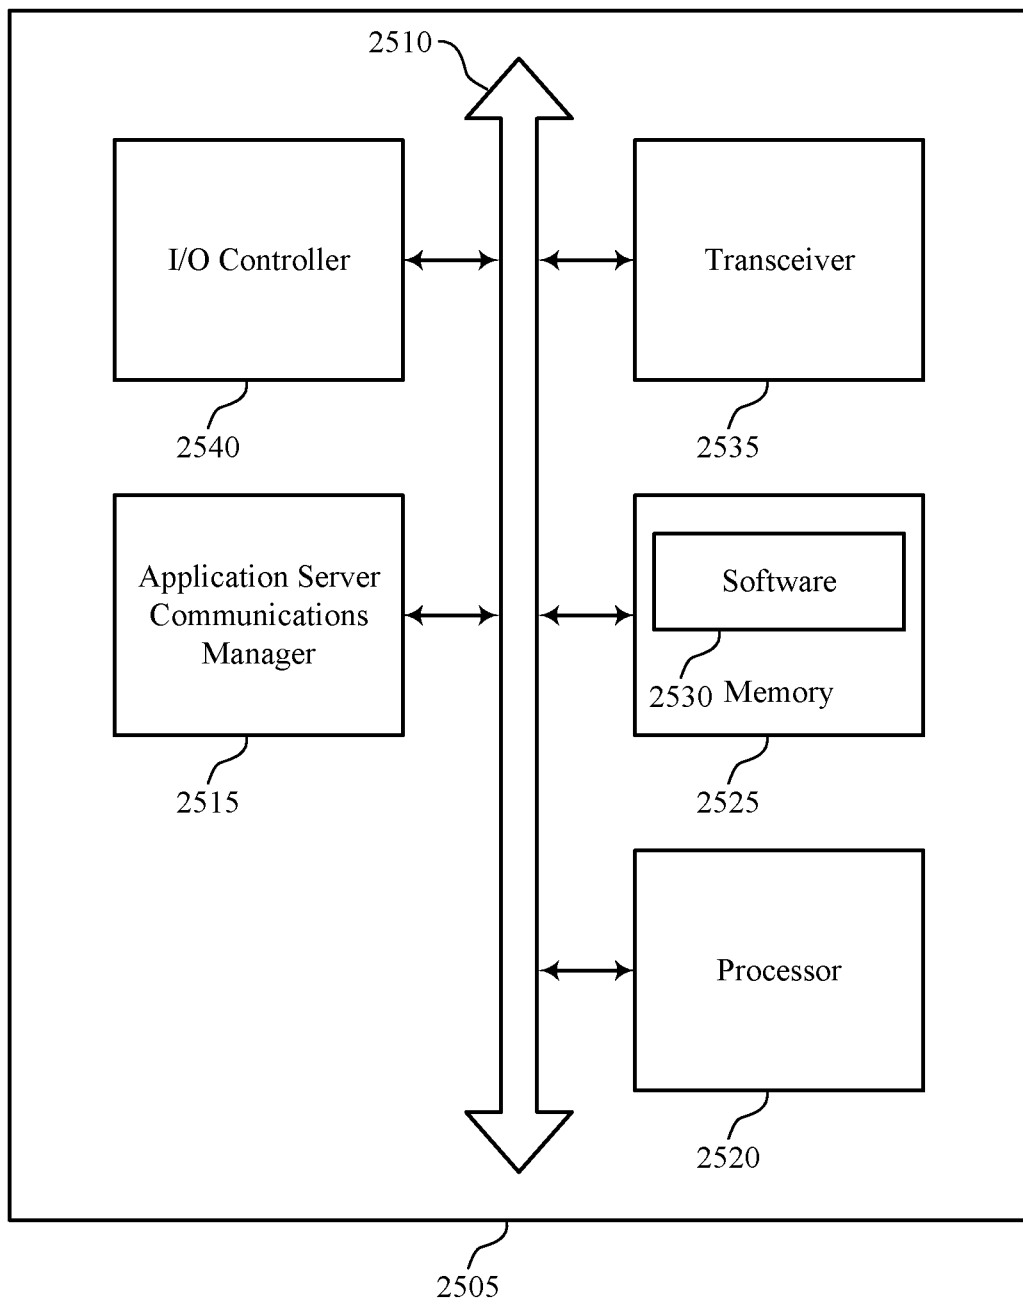 2510
I/O Controller
Transceiver
2540
2535
Application Server
Communications
Manager
Software
2530
Memory
2515
2525
Processor
2520
2505